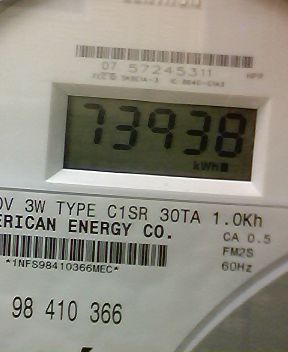 07 57245311
73938
kWh
0V 3W TYPE C1SR 30TA 1.0Kh
ERICAN ENERGY CO.
CA 0.5
FM2S
*1NFS98410366MEC*
60Hz
98 410 366